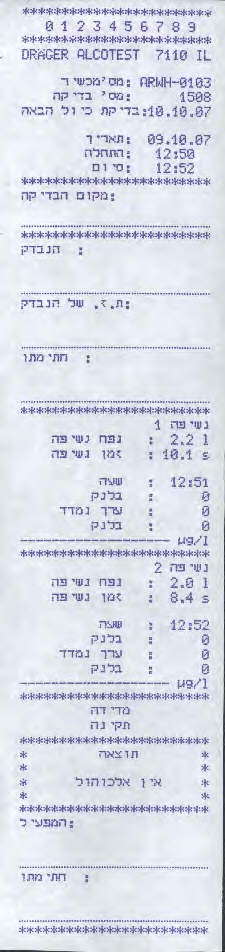 ************************
0 1 2 3 4 5 6 7 8 9
************************
DRÄGER ALCOTEST 7110 IL
מס'מכשיר: ARWH-0103
מס' בדיקה: 1508
בדיקת כיול הבאה:10.10.07
תאריך: 09.10.07
התחלה: 12:50
סיום: 12:52
************************
מקום הבדיקה:
************************
הנבדק :
ת.ז. של הנבדק:
חתימתו :
************************
נשיפה 1
נפח נשיפה : 2.2 l
זמן נשיפה : 10.1 s
שעה : 12:51
בלנק : 0
ערך נמדד : 0
בלנק : 0
------------------- µg/l
************************
נשיפה 2
נפח נשיפה : 2.0 l
זמן נשיפה : 8.4 s
שעה : 12:52
בלנק : 0
ערך נמדד : 0
בלנק : 0
------------------- µg/l
************************
מדידה
תקינה
************************
* תוצאה *
* *
* אין אלכוהול *
* *
************************
המפעיל:
חתימתו :
************************